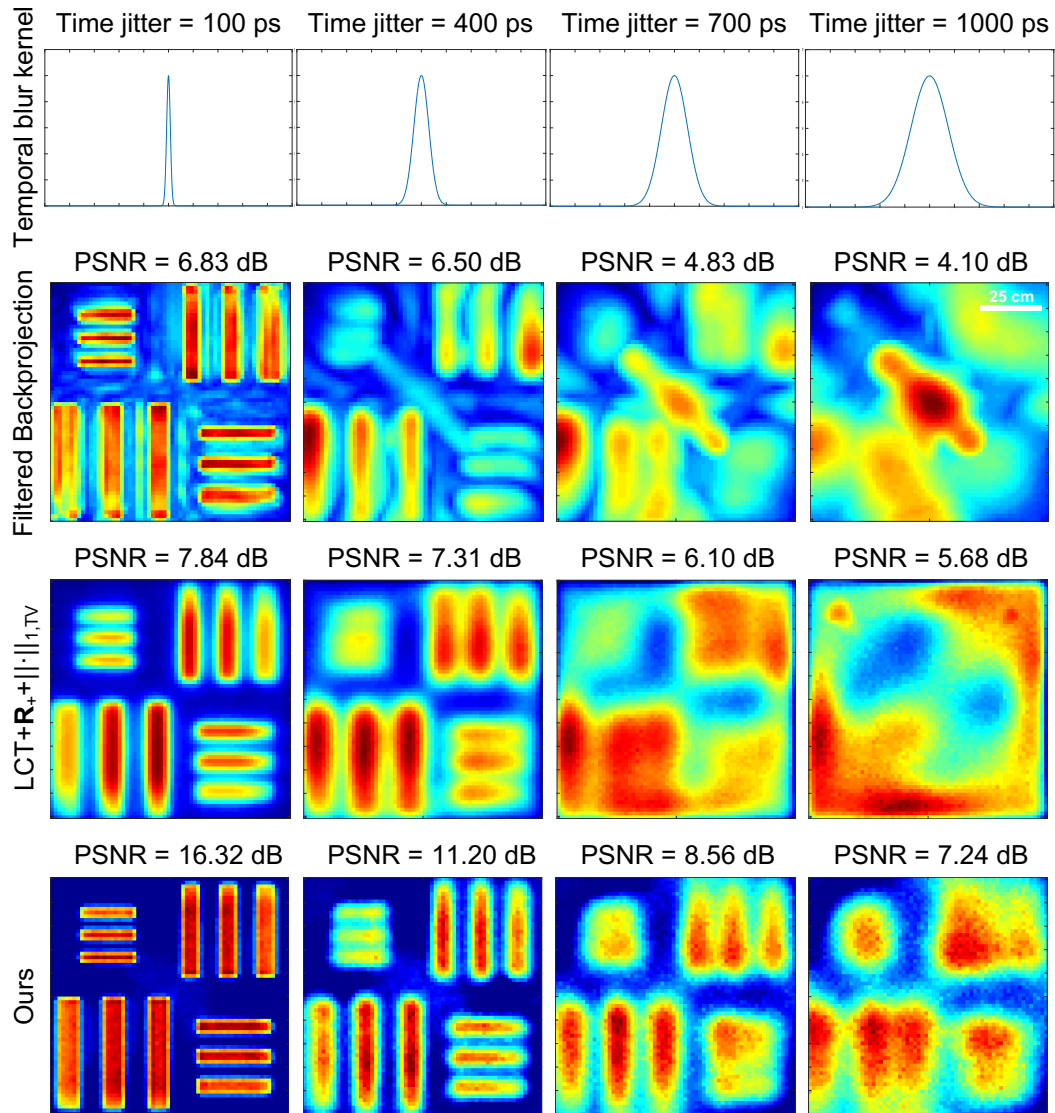 Time jitter = 100 ps
Time jitter = 400 ps
Time jitter = 700 ps
Time jitter = 1000 ps
Temporal blur kernel
PSNR = 6.83 dB
PSNR = 6.50 dB
PSNR = 4.83 dB
PSNR = 4.10 dB
Filtered Backprojection
25 cm
PSNR = 7.84 dB
PSNR = 7.31 dB
PSNR = 6.10 dB
PSNR = 5.68 dB
LCT+R₊+||·||₁,TV
PSNR = 16.32 dB
PSNR = 11.20 dB
PSNR = 8.56 dB
PSNR = 7.24 dB
Ours